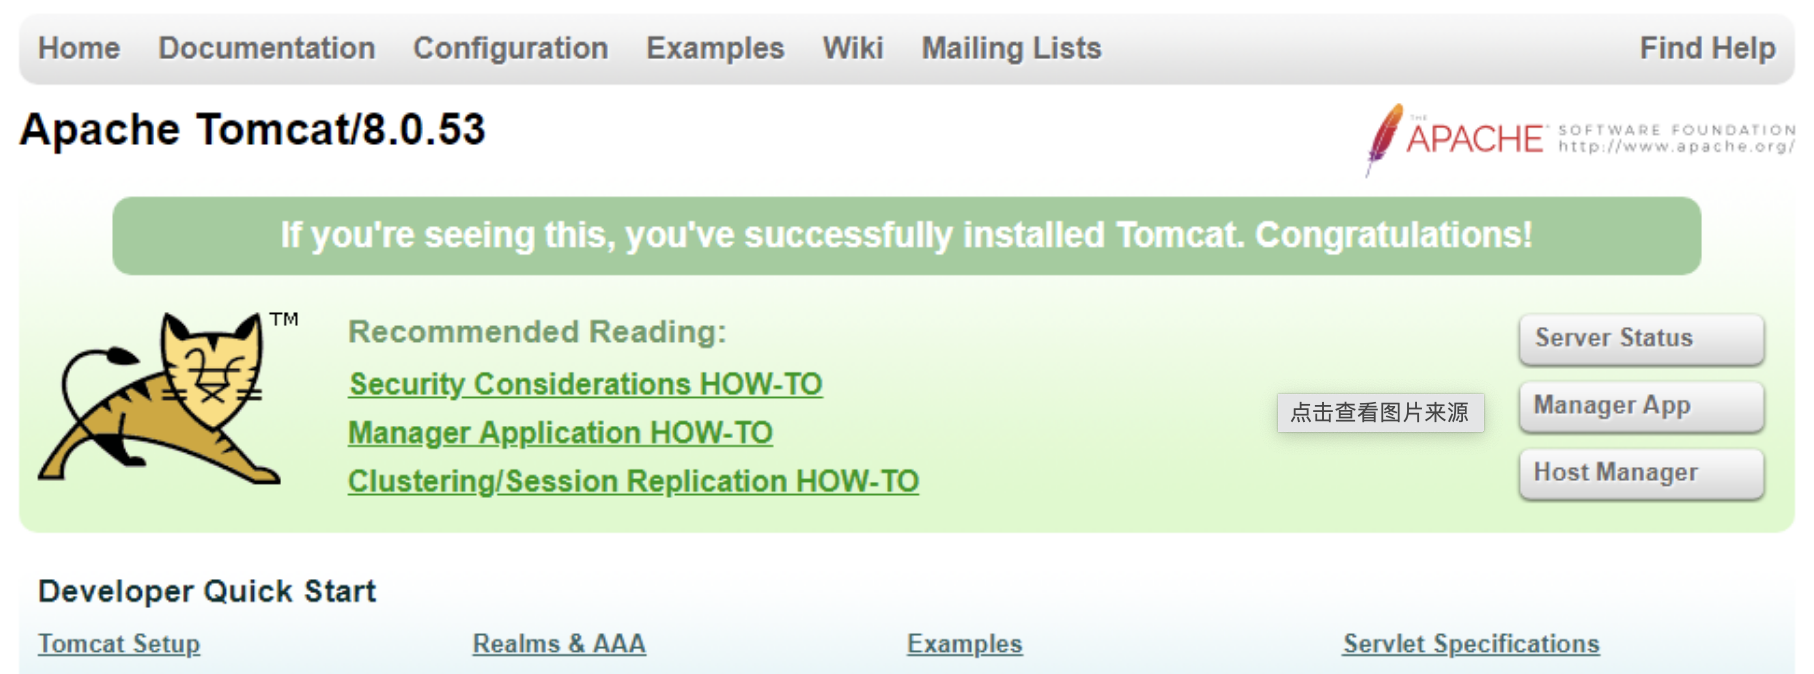 Home Documentation Configuration Examples Wiki Mailing Lists Find Help
Apache Tomcat/8.0.53
THE
APACHE
SOFTWARE FOUNDATION
http://www.apache.org/
If you're seeing this, you've successfully installed Tomcat. Congratulations!
TM
Recommended Reading:
Security Considerations HOW-TO
Manager Application HOW-TO
Clustering/Session Replication HOW-TO
点击查看图片来源
Server Status
Manager App
Host Manager
Developer Quick Start
Tomcat Setup Realms & AAA Examples Servlet Specifications